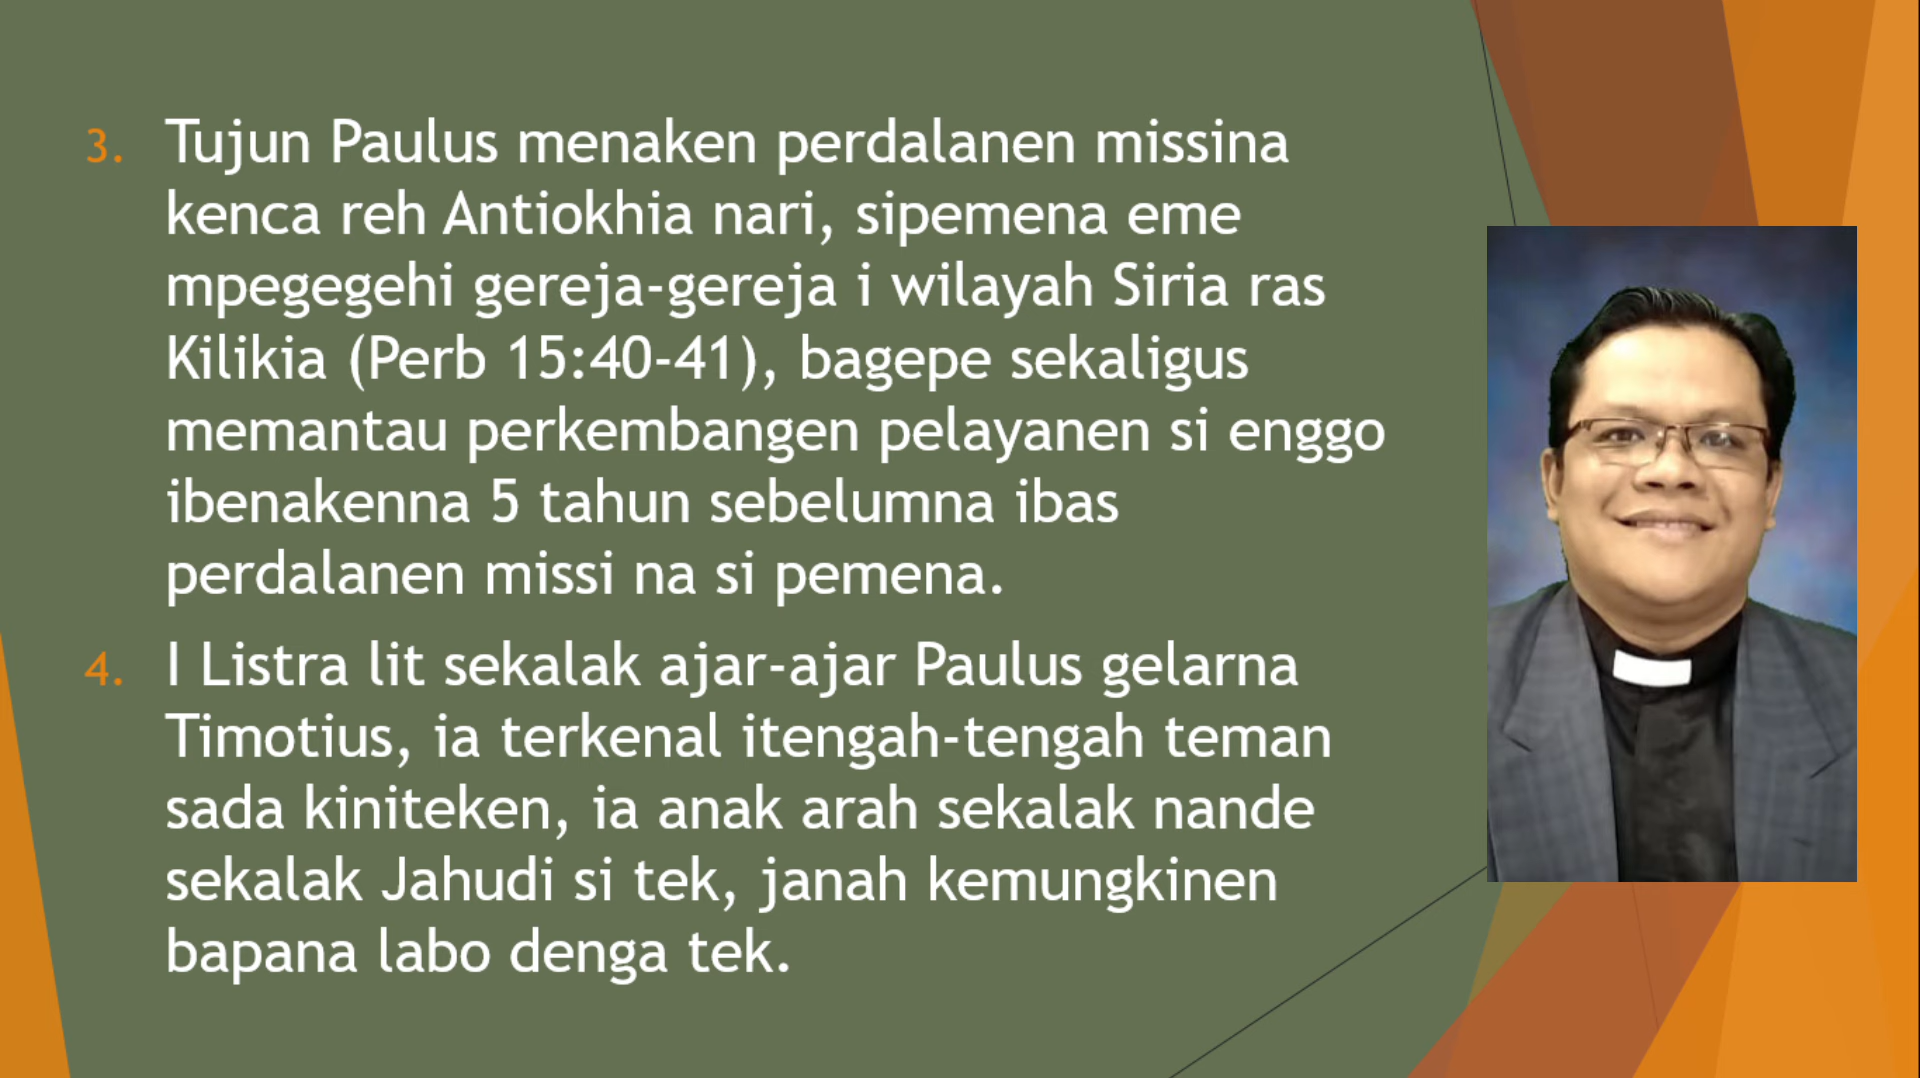 3. Tujun Paulus menaken perdalanen missina
kenca reh Antiokhia nari, sipemena eme
mpegegehi gereja-gereja i wilayah Siria ras
Kilikia (Perb 15:40-41), bagepe sekaligus
memantau perkembangen pelayanen si enggo
ibenakenna 5 tahun sebelumna ibas
perdalanen missi na si pemena.
4. I Listra lit sekalak ajar-ajar Paulus gelarna
Timotius, ia terkenal itengah-tengah teman
sada kiniteken, ia anak arah sekalak nande
sekalak Jahudi si tek, janah kemungkinen
bapana labo denga tek.